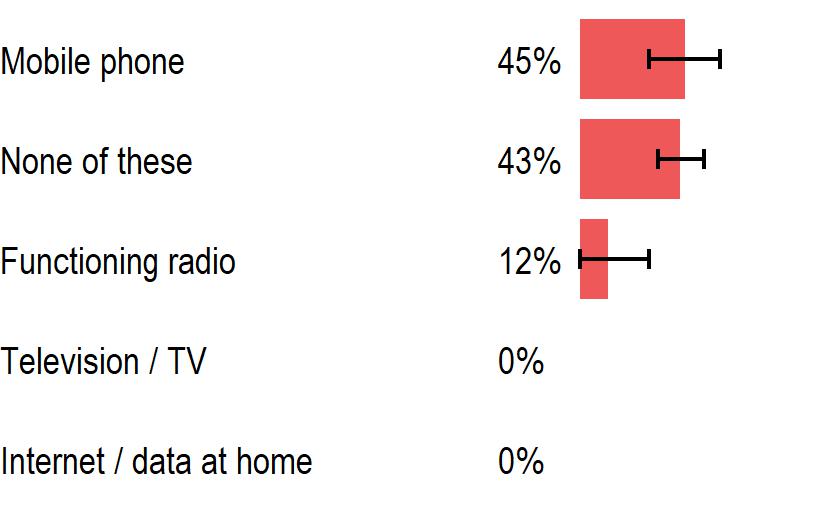 Mobile phone 45%
None of these 43%
Functioning radio 12%
Television / TV 0%
Internet / data at home 0%